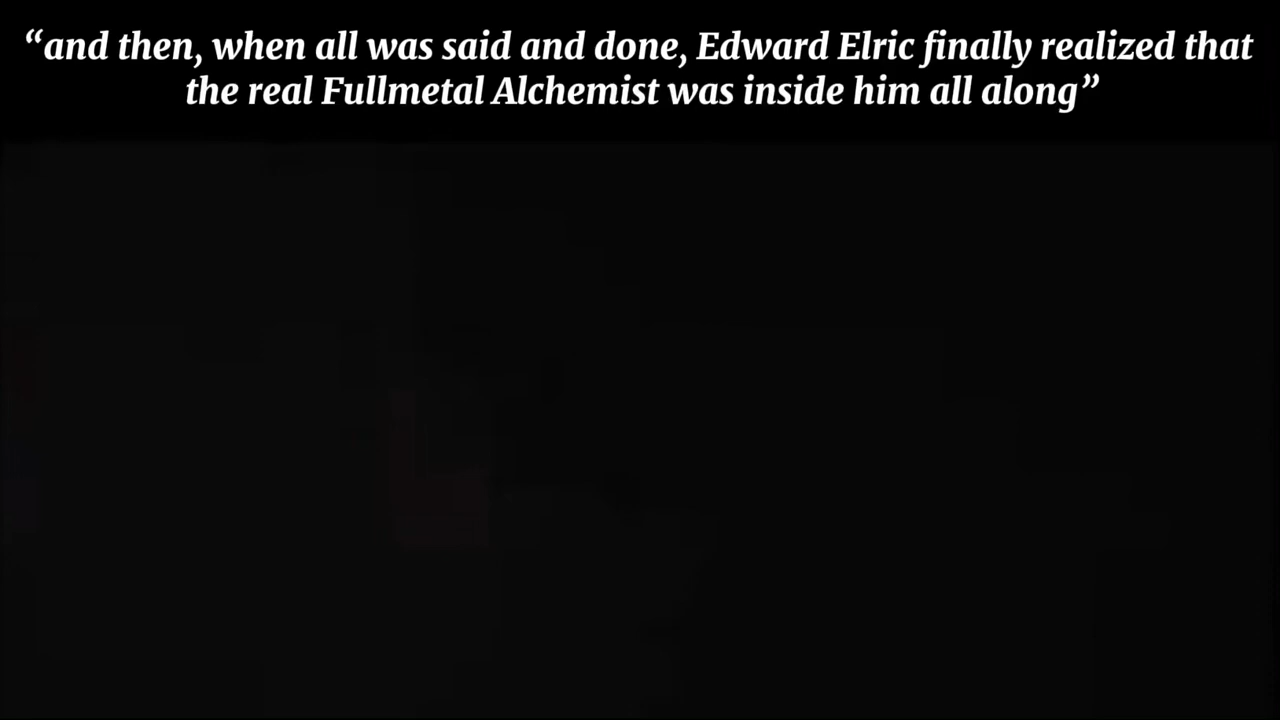 “and then, when all was said and done, Edward Elric finally realized that
the real Fullmetal Alchemist was inside him all along”